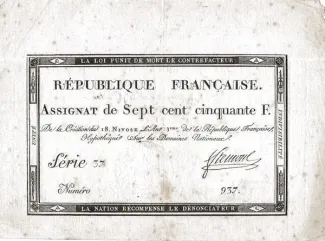 LA LOI PUNIT DE MORT LE CONTREFACTEUR
RÉPUBLIQUE FRANÇAISE.
ASSIGNAT de Sept cent cinquante F.
De la Création du 18. NIVOSE L'An 3me. de la République Française,
Hypothéqué sur les Domaines Nationaux.
Série 37.
Numéro 937.
LA NATION RÉCOMPENSE LE DÉNONCIATEUR